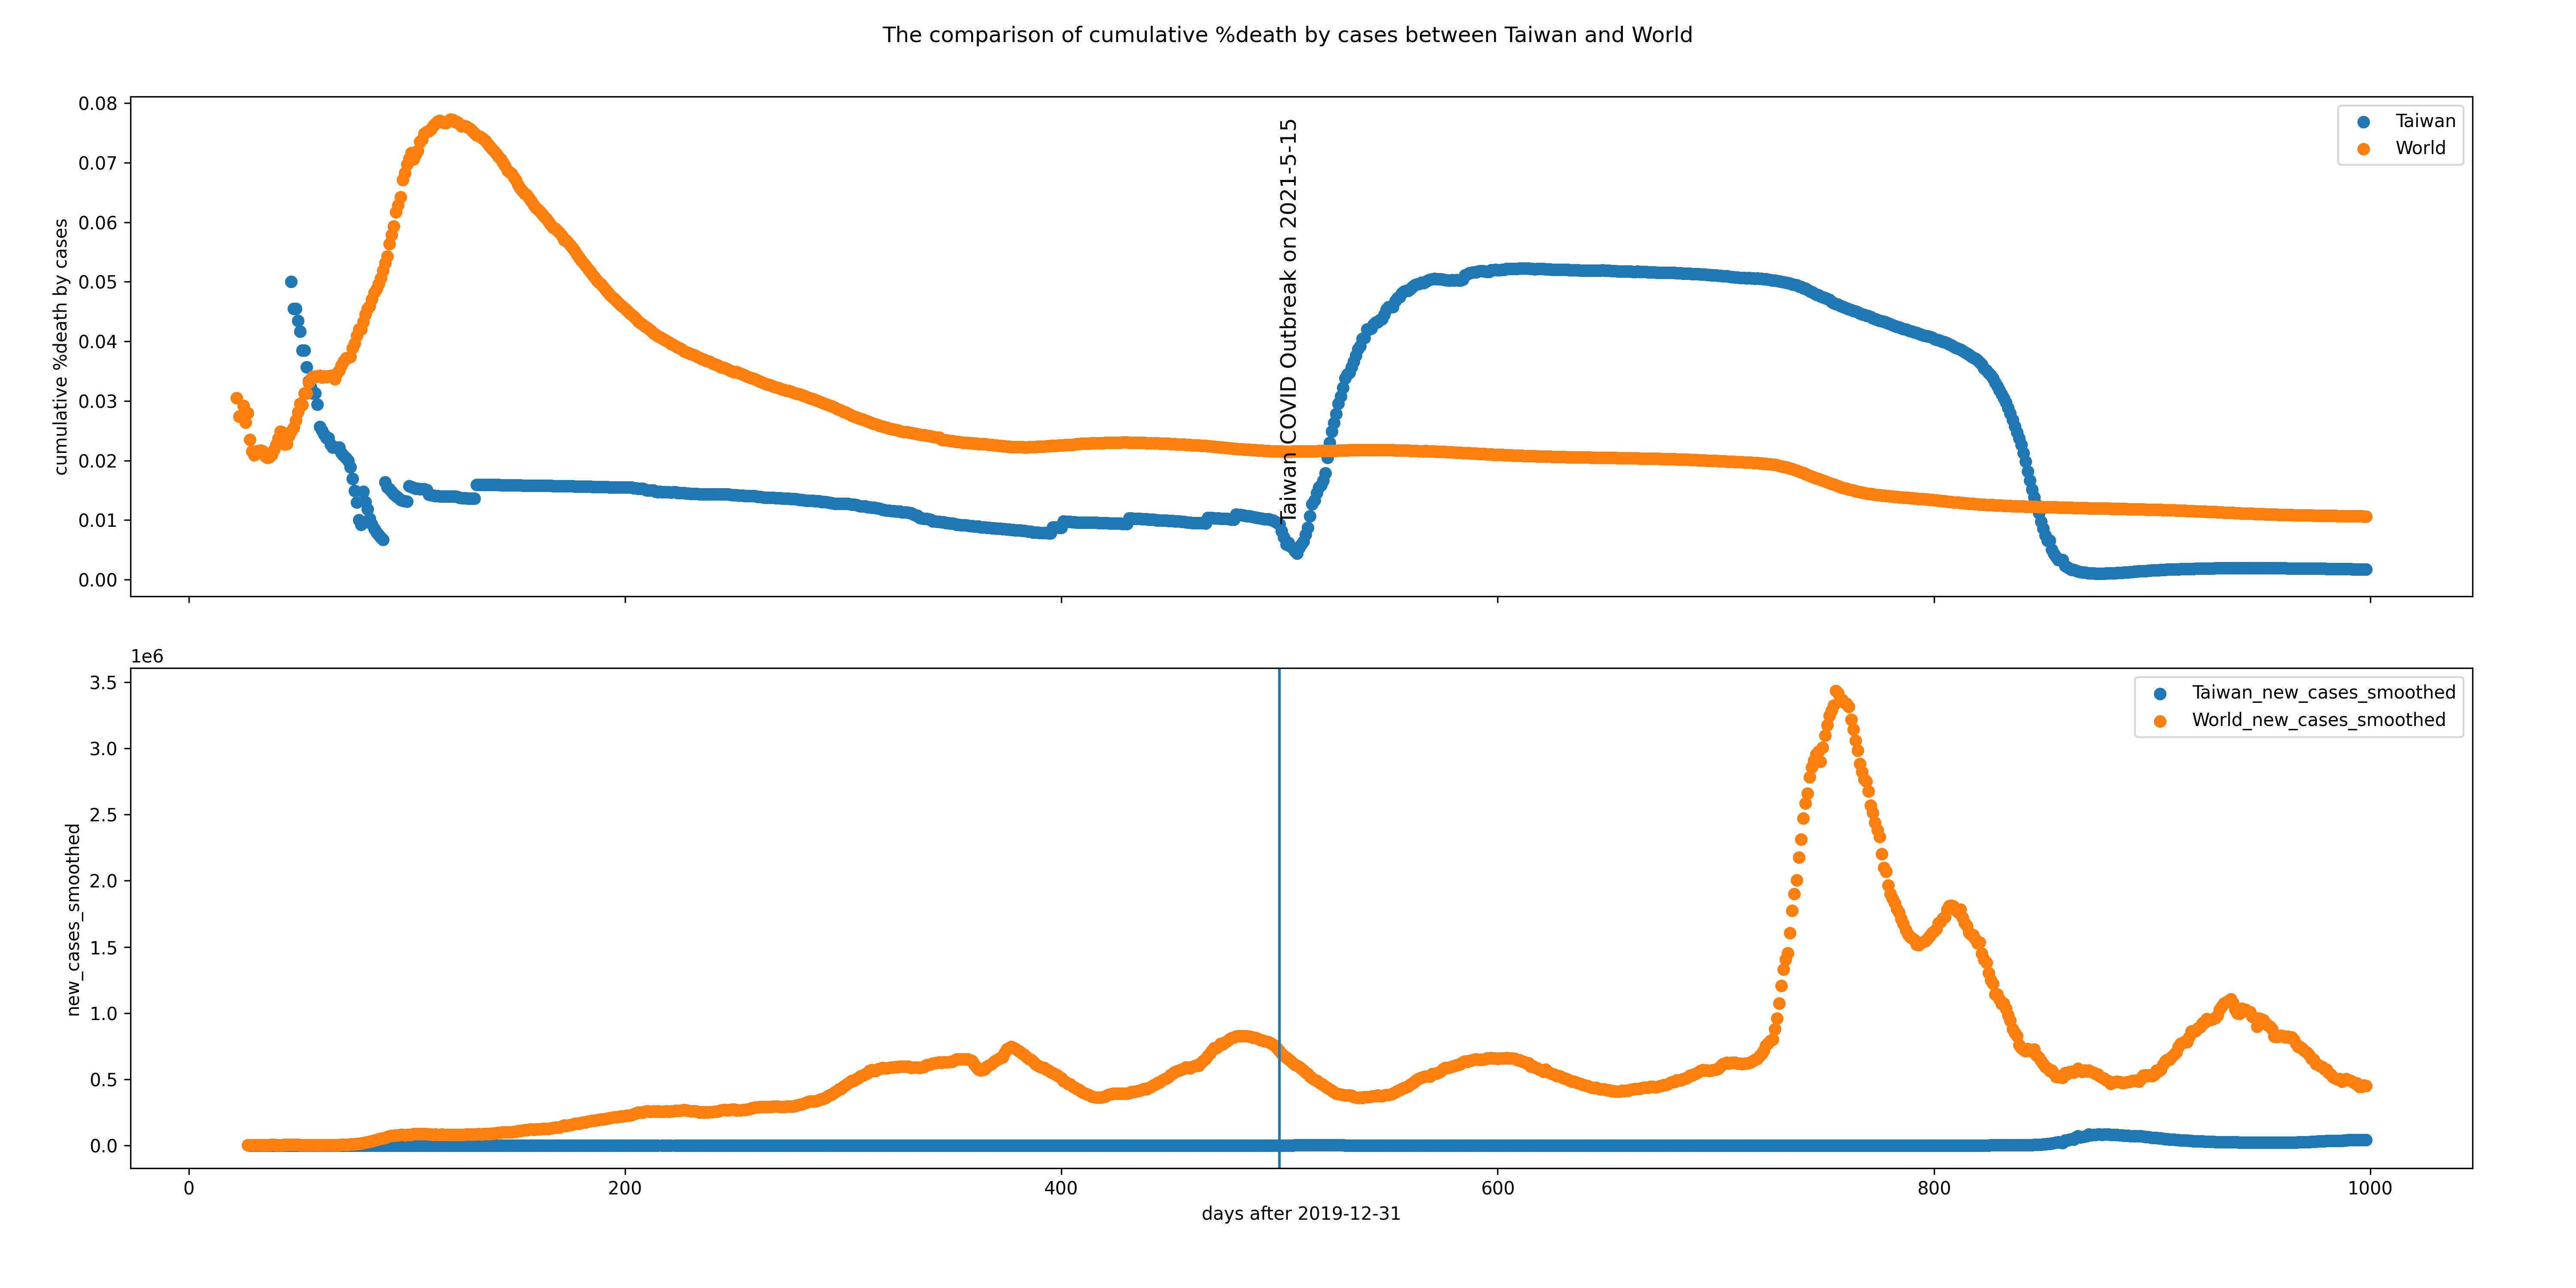 The comparison of cumulative %death by cases between Taiwan and World
cumulative %death by cases
0.08
0.07
0.06
0.05
0.04
0.03
0.02
0.01
0.00
Taiwan COVID Outbreak on 2021-5-15
Taiwan
World
1e6
new_cases_smoothed
3.5
3.0
2.5
2.0
1.5
1.0
0.5
0.0
Taiwan_new_cases_smoothed
World_new_cases_smoothed
0 200 400 600 800 1000
days after 2019-12-31